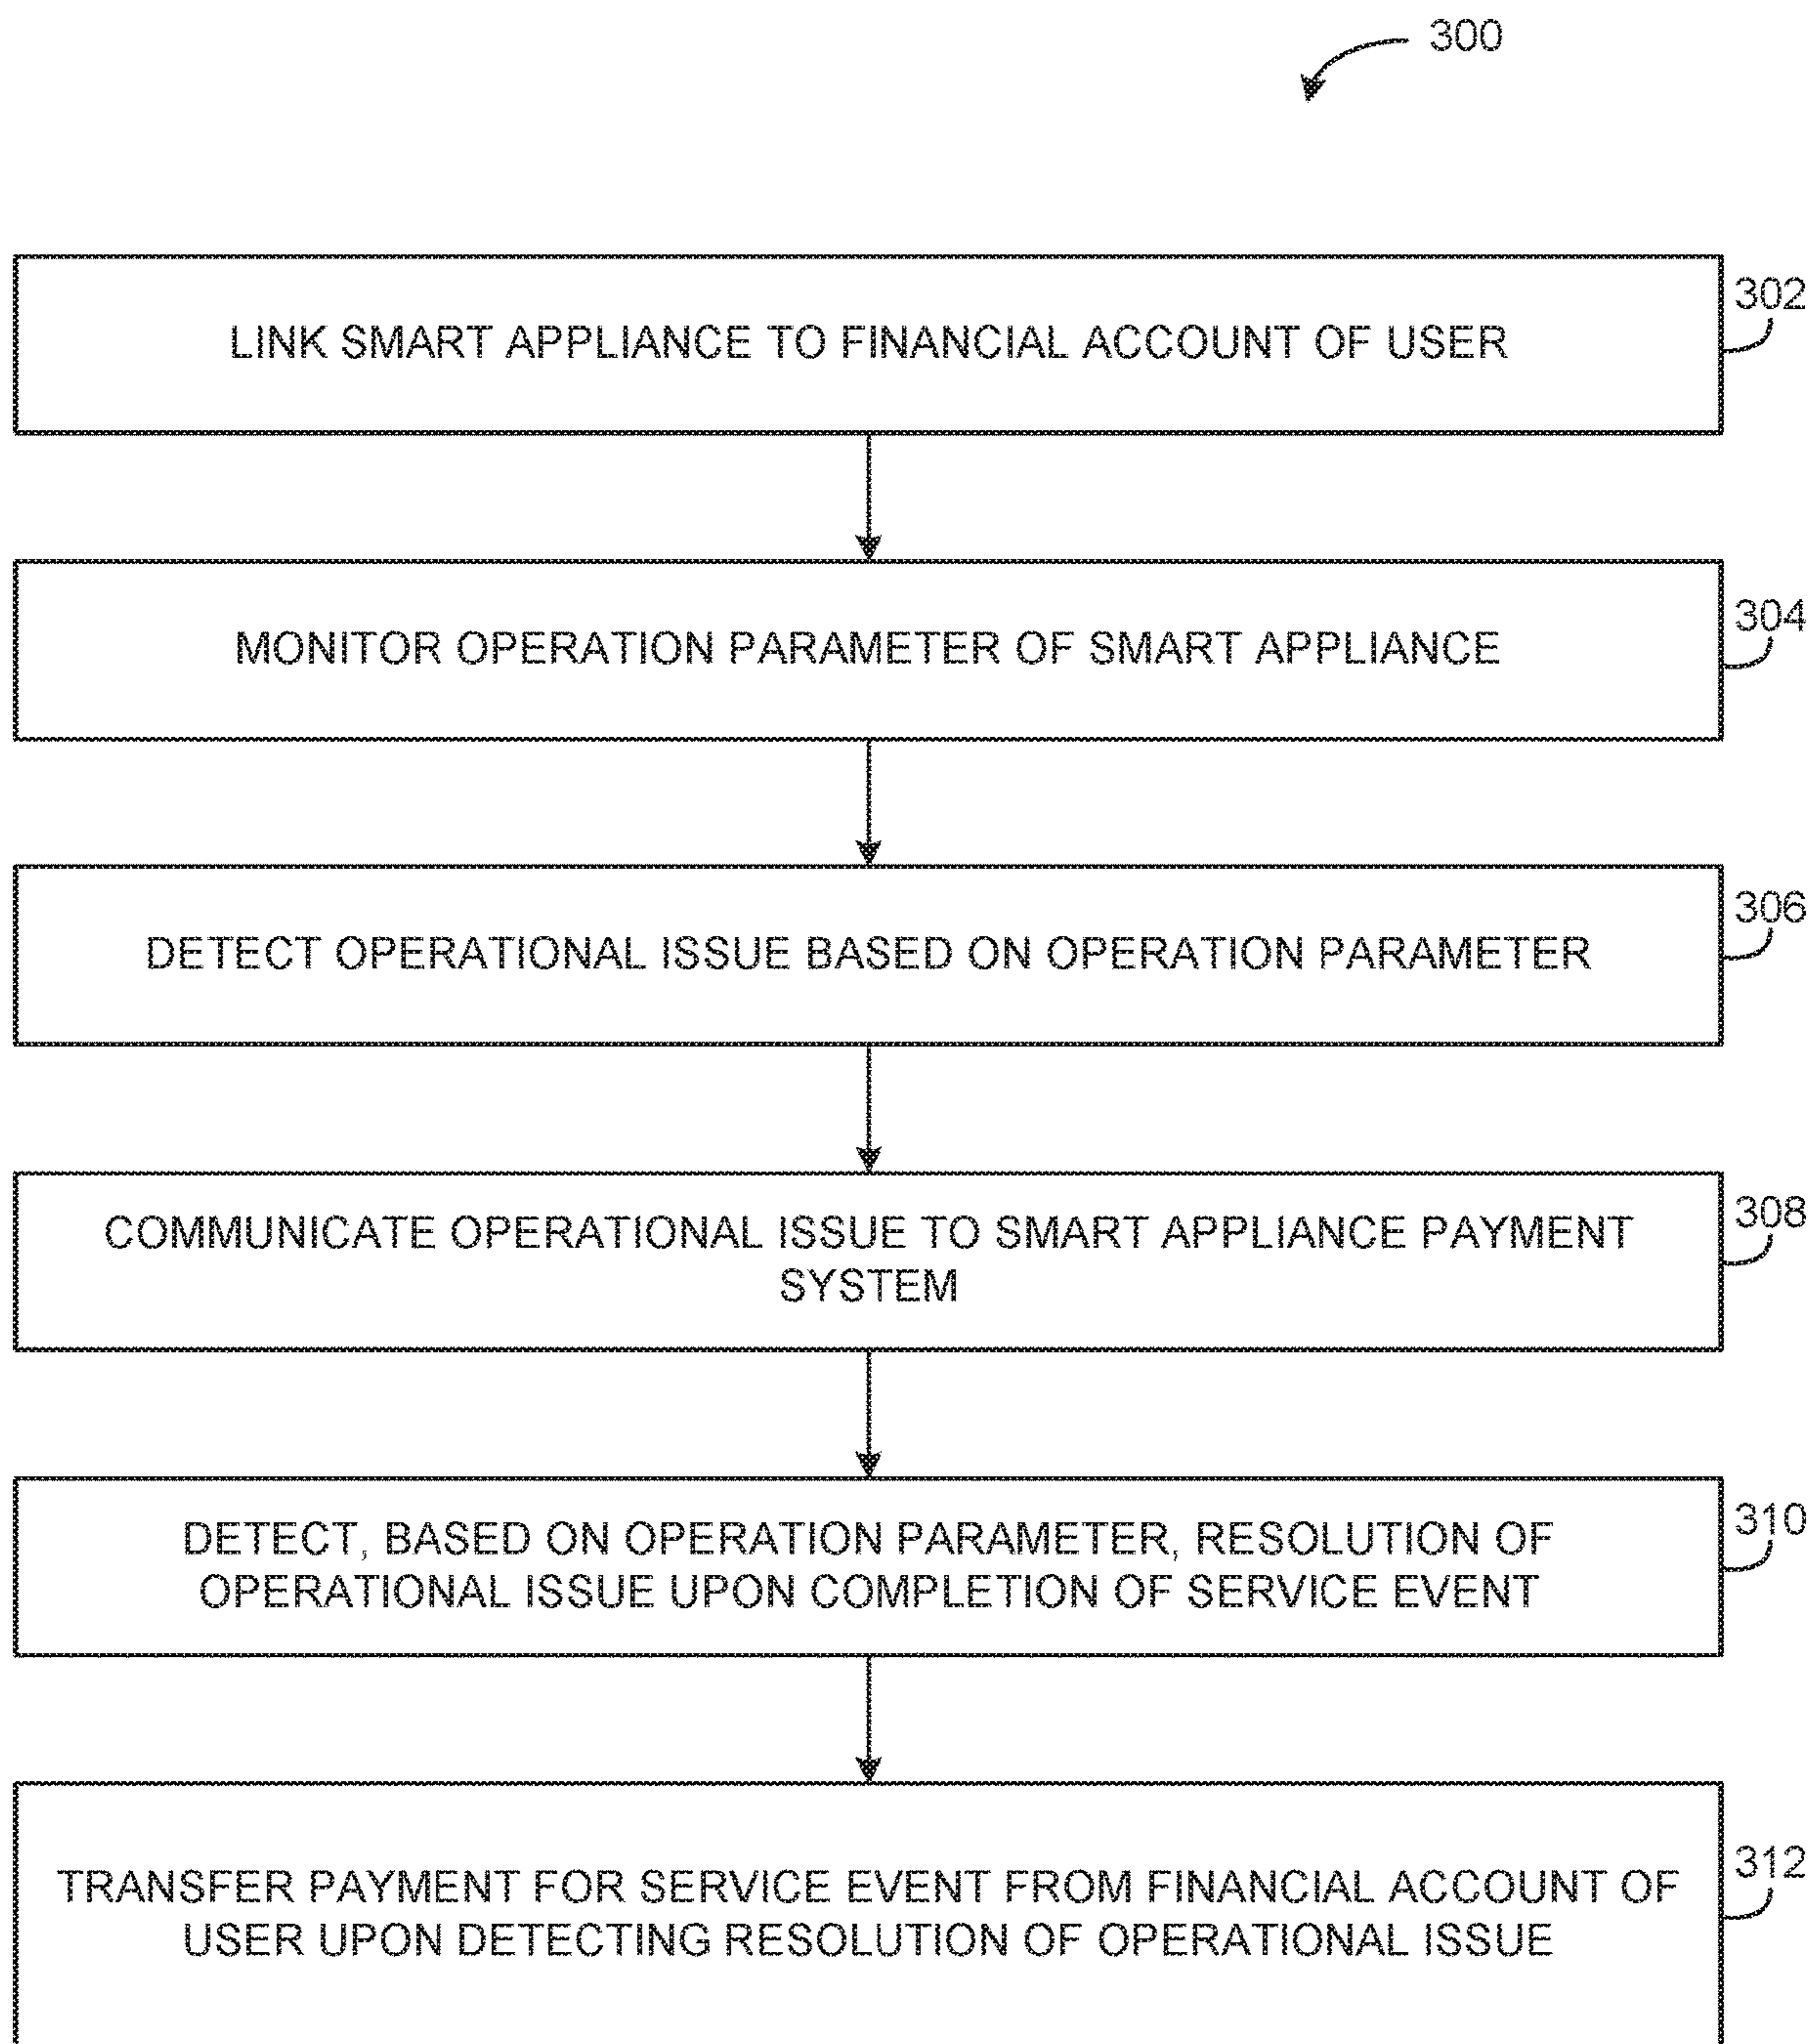 300
302
LINK SMART APPLIANCE TO FINANCIAL ACCOUNT OF USER
304
MONITOR OPERATION PARAMETER OF SMART APPLIANCE
306
DETECT OPERATIONAL ISSUE BASED ON OPERATION PARAMETER
308
COMMUNICATE OPERATIONAL ISSUE TO SMART APPLIANCE PAYMENT
SYSTEM
310
DETECT, BASED ON OPERATION PARAMETER, RESOLUTION OF
OPERATIONAL ISSUE UPON COMPLETION OF SERVICE EVENT
312
TRANSFER PAYMENT FOR SERVICE EVENT FROM FINANCIAL ACCOUNT OF
USER UPON DETECTING RESOLUTION OF OPERATIONAL ISSUE